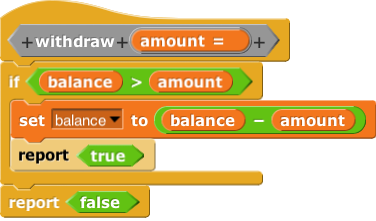 + withdraw + amount = +
if balance > amount
set balance to balance − amount
report true
report false